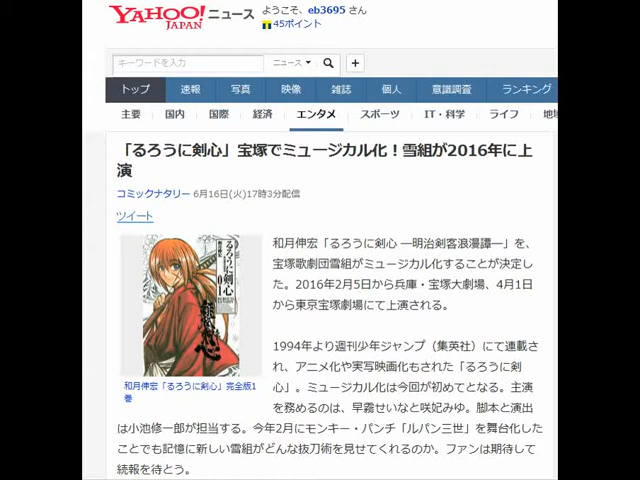 YAHOO! JAPAN ニュース
ようこそ、eb3695 さん
45ポイント
キーワードを入力 ニュース
トップ 速報 写真 映像 雑誌 個人 意識調査 ランキング
主要 国内 国際 経済 エンタメ スポーツ IT・科学 ライフ 地域
「るろうに剣心」宝塚でミュージカル化！雪組が2016年に上
演
コミックナタリー 6月16日(火)17時3分配信
ツイート
和月伸宏「るろうに剣心 ―明治剣客浪漫譚―」を、
宝塚歌劇団雪組がミュージカル化することが決定し
た。2016年2月5日から兵庫・宝塚大劇場、4月1日
から東京宝塚劇場にて上演される。
るろうに剣心
01
剣心
和月伸宏「るろうに剣心」完全版1
巻
1994年より週刊少年ジャンプ（集英社）にて連載され
、アニメ化や実写映画化もされた「るろうに剣
心」。ミュージカル化は今回が初めてとなる。主演
を務めるのは、早霧せいなと咲妃みゆ。脚本と演出
は小池修一郎が担当する。今年2月にモンキー・パンチ「ルパン三世」を舞台化した
ことでも記憶に新しい雪組がどんな抜刀術を見せてくれるのか。ファンは期待して
続報を待とう。